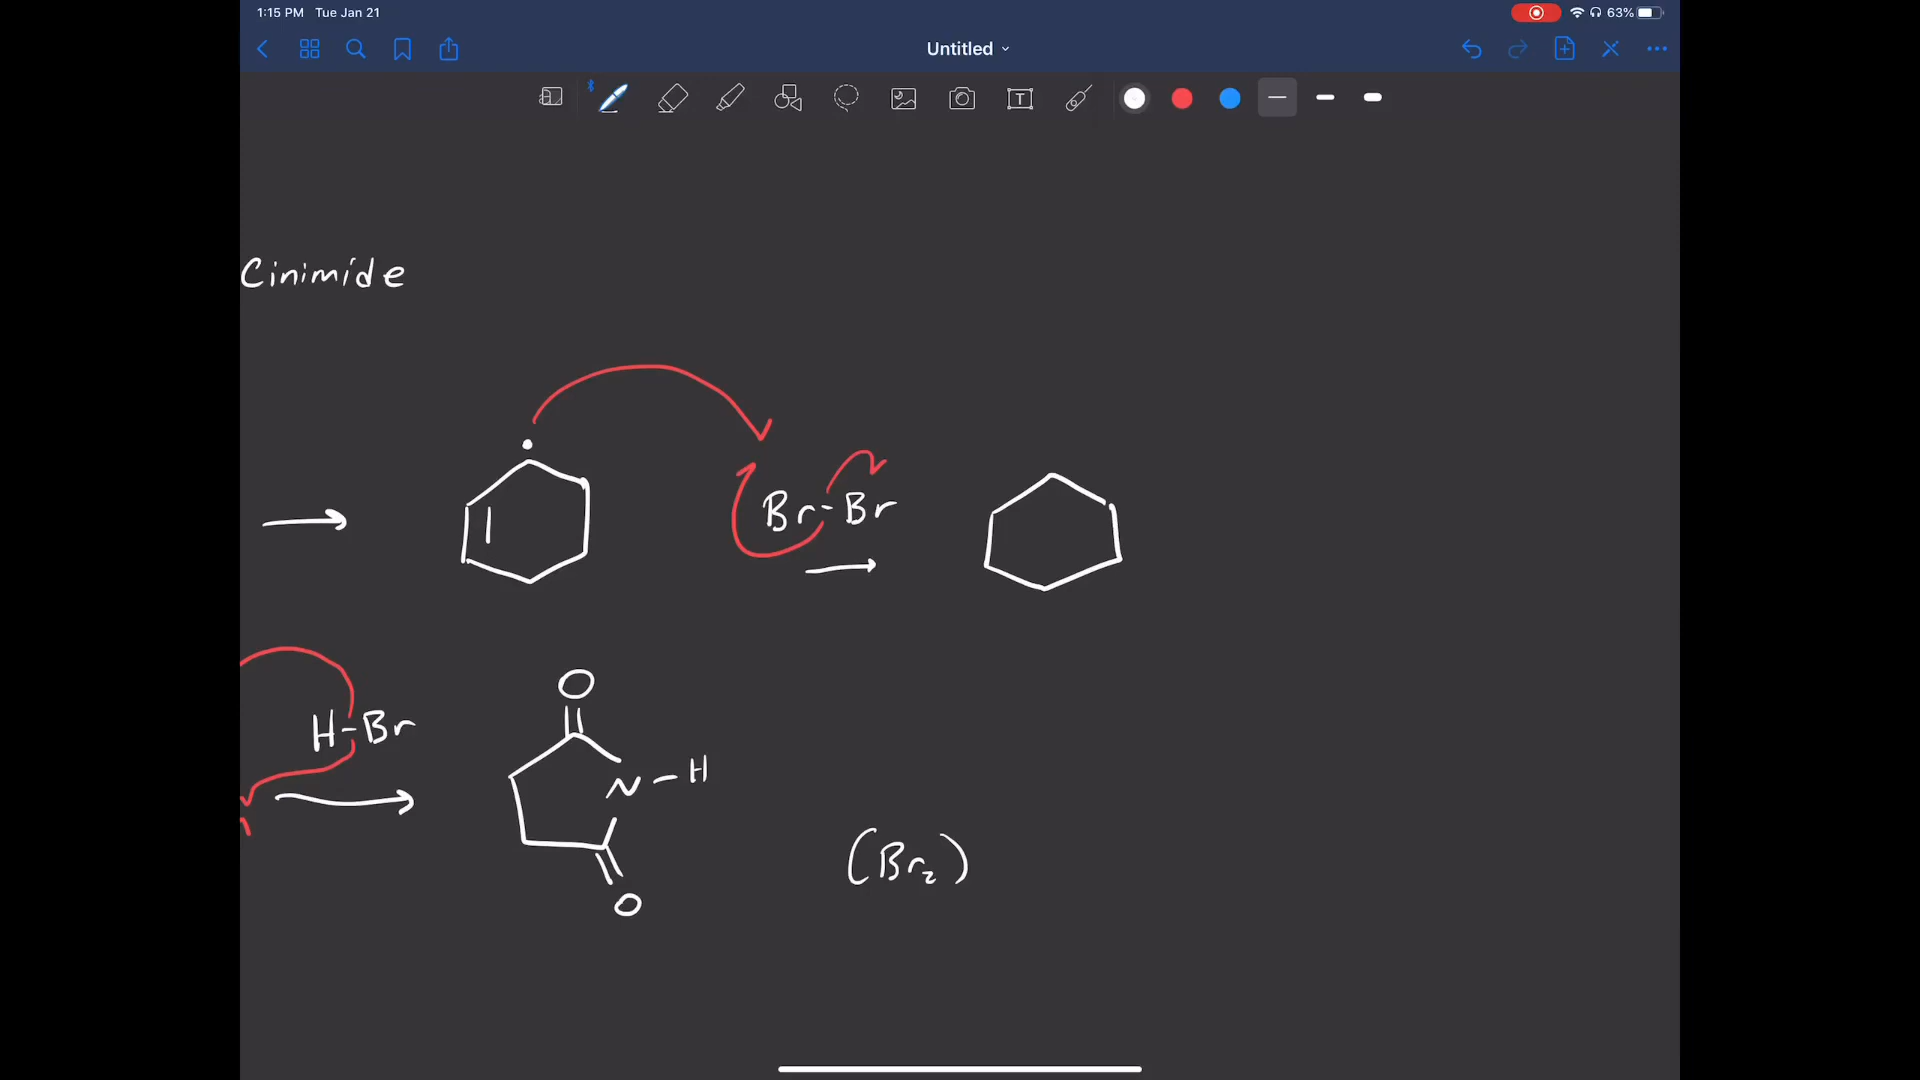 1:15 PM Tue Jan 21
63%
Untitled
T
Cinimide
Br-Br
H-Br
O
N-H
(Br₂)
O